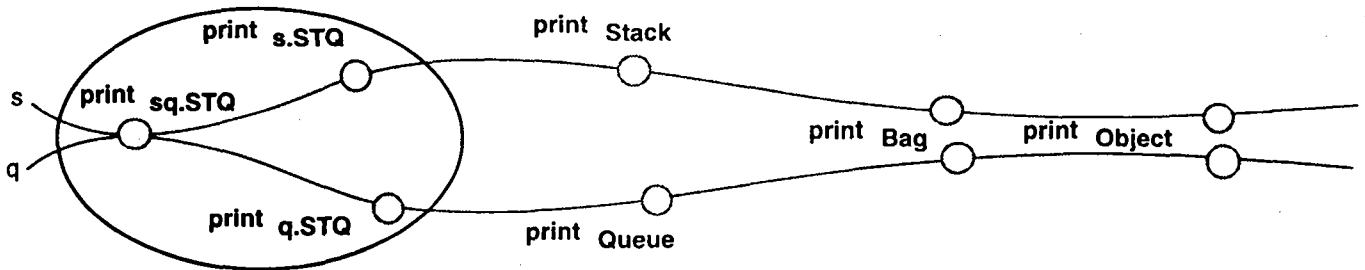 print s.STQ
print Stack
s
print sq.STQ
print Bag
print Object
q
print q.STQ
print Queue